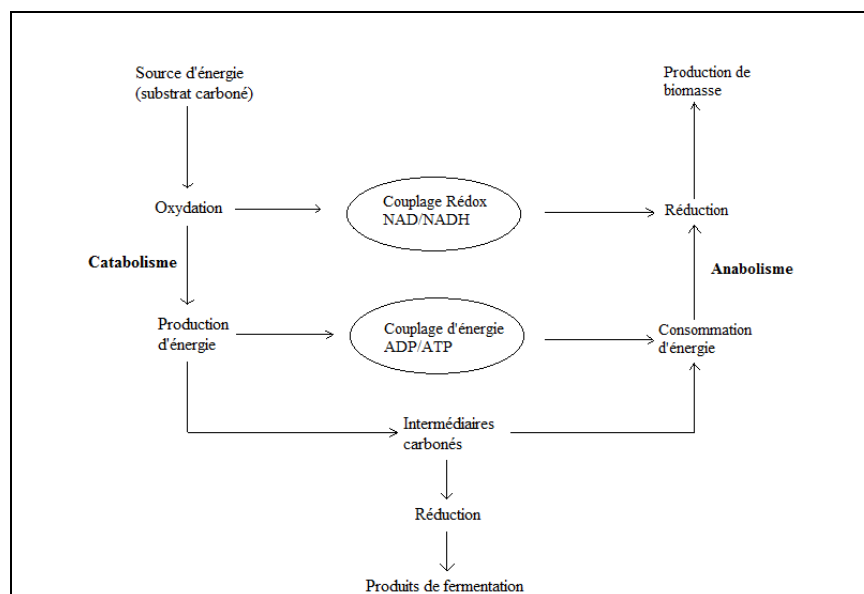 Source d'énergie
(substrat carboné)
Production de
biomasse
Oxydation
Couplage Rédox
NAD/NADH
Réduction
Catabolisme
Anabolisme
Production
d'énergie
Couplage d'énergie
ADP/ATP
Consommation
d'énergie
Intermédiaires
carbonés
Réduction
Produits de fermentation